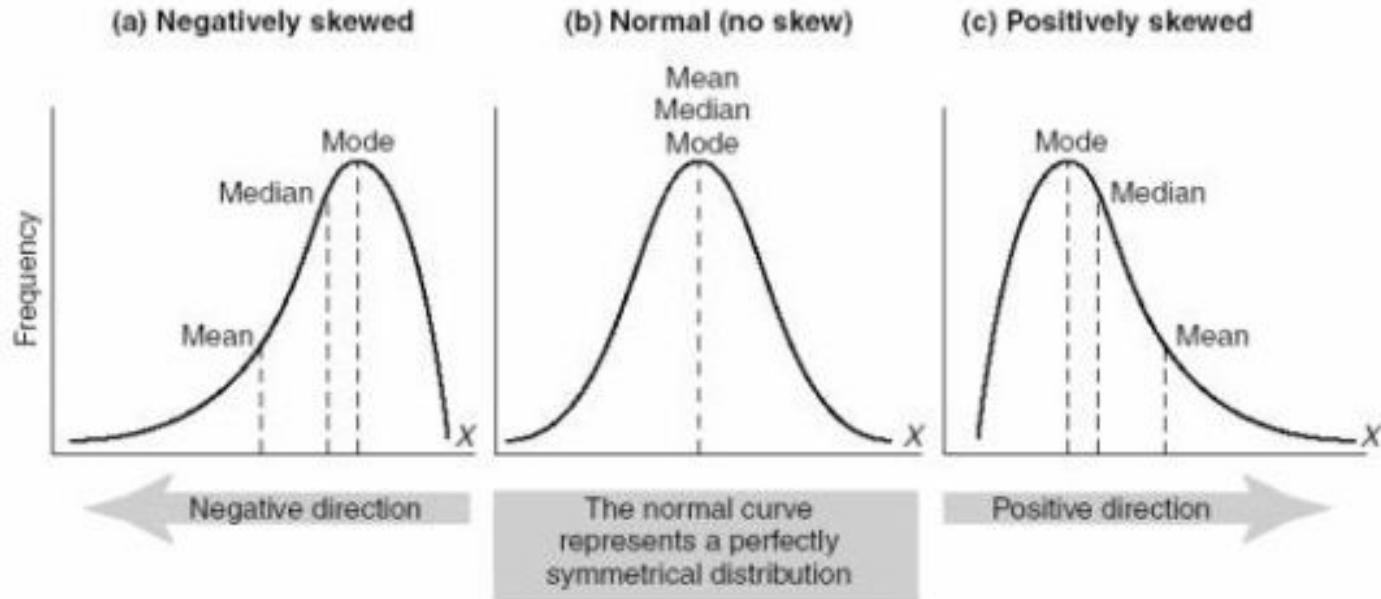 (a) Negatively skewed
(b) Normal (no skew)
(c) Positively skewed
Mean
Median
Mode
Mode
Median
Mean
Frequency
X
X
Mode
Median
Mean
X
Negative direction
The normal curve
represents a perfectly
symmetrical distribution
Positive direction